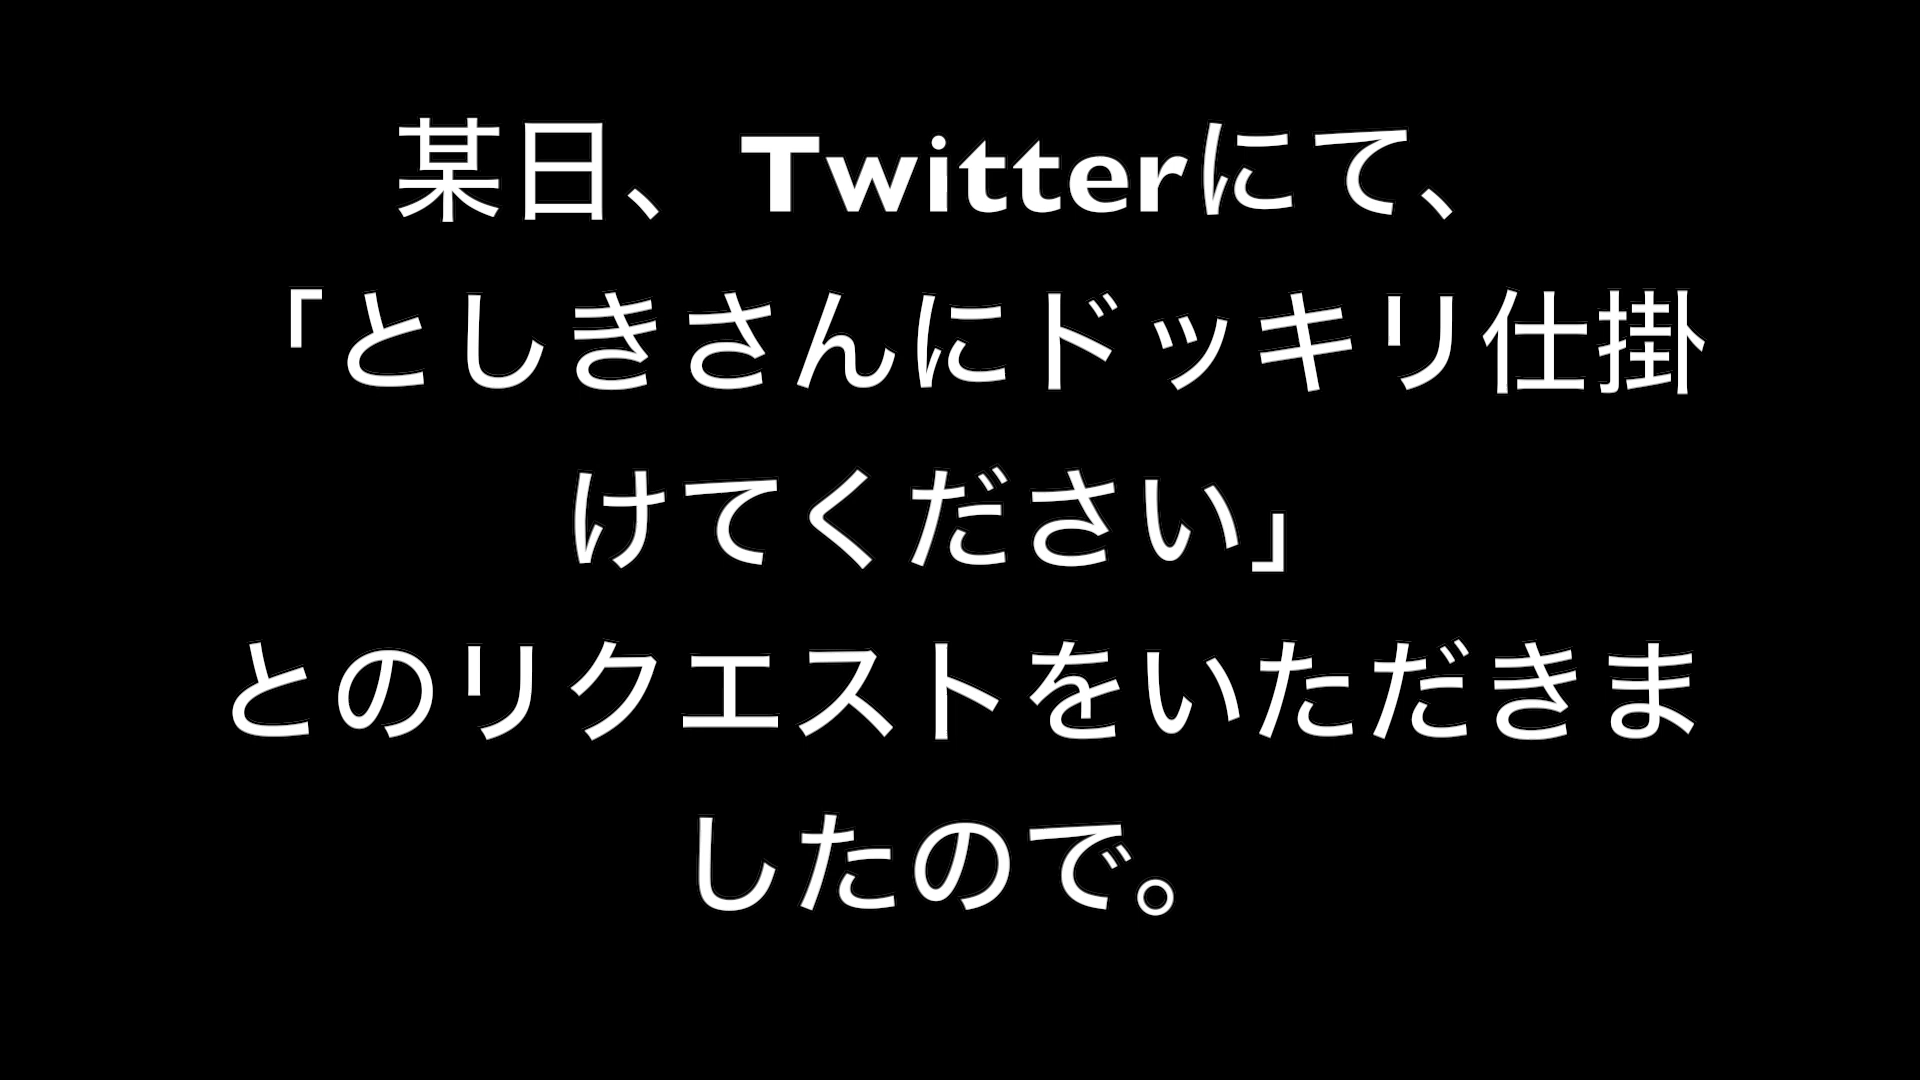 某日、Twitterにて、
「としきさんにドッキリ仕掛
けてください」
とのリクエストをいただきま
したので。